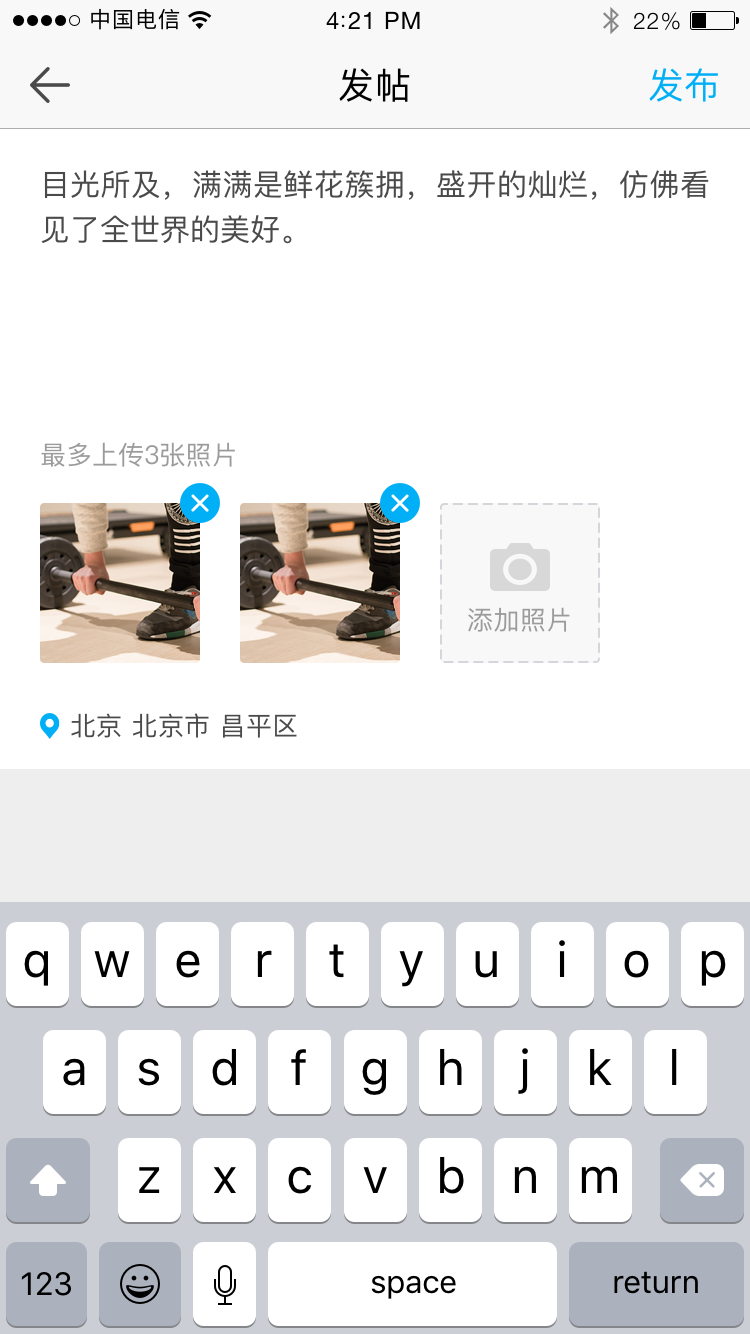 中国电信 4:21 PM 22%
发帖 发布
目光所及，满满是鲜花簇拥，盛开的灿烂，仿佛看
见了全世界的美好。
最多上传3张照片
添加照片
北京 北京市 昌平区
q w e r t y u i o p
a s d f g h j k l
z x c v b n m
123 space return